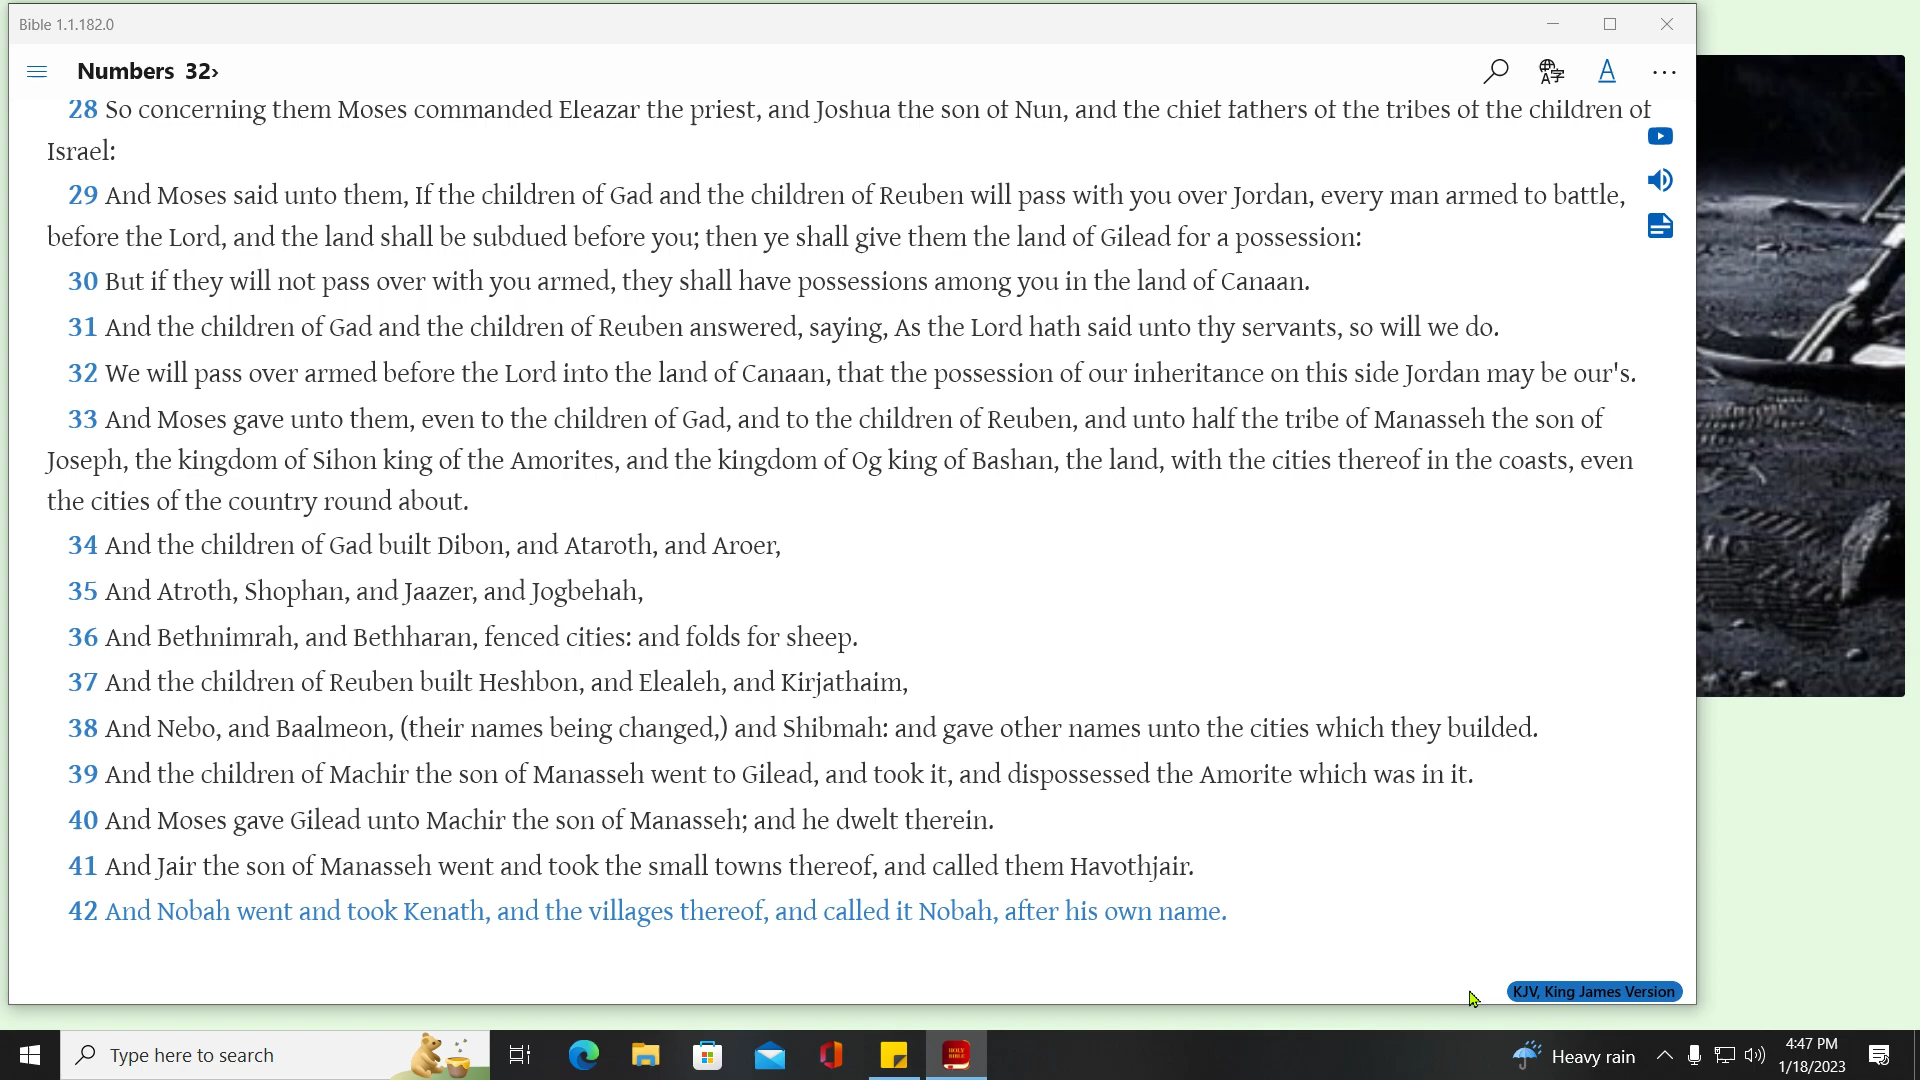 Bible 1.1.182.0
Numbers 32›
28 So concerning them Moses commanded Eleazar the priest, and Joshua the son of Nun, and the chief fathers of the tribes of the children of
Israel:
29 And Moses said unto them, If the children of Gad and the children of Reuben will pass with you over Jordan, every man armed to battle,
before the Lord, and the land shall be subdued before you; then ye shall give them the land of Gilead for a possession:
30 But if they will not pass over with you armed, they shall have possessions among you in the land of Canaan.
31 And the children of Gad and the children of Reuben answered, saying, As the Lord hath said unto thy servants, so will we do.
32 We will pass over armed before the Lord into the land of Canaan, that the possession of our inheritance on this side Jordan may be our's.
33 And Moses gave unto them, even to the children of Gad, and to the children of Reuben, and unto half the tribe of Manasseh the son of
Joseph, the kingdom of Sihon king of the Amorites, and the kingdom of Og king of Bashan, the land, with the cities thereof in the coasts, even
the cities of the country round about.
34 And the children of Gad built Dibon, and Ataroth, and Aroer,
35 And Atroth, Shophan, and Jaazer, and Jogbehah,
36 And Bethnimrah, and Bethharan, fenced cities: and folds for sheep.
37 And the children of Reuben built Heshbon, and Elealeh, and Kirjathaim,
38 And Nebo, and Baalmeon, (their names being changed,) and Shibmah: and gave other names unto the cities which they builded.
39 And the children of Machir the son of Manasseh went to Gilead, and took it, and dispossessed the Amorite which was in it.
40 And Moses gave Gilead unto Machir the son of Manasseh; and he dwelt therein.
41 And Jair the son of Manasseh went and took the small towns thereof, and called them Havothjair.
42 And Nobah went and took Kenath, and the villages thereof, and called it Nobah, after his own name.
KJV, King James Version
Type here to search
HOLY BIBLE
Heavy rain
4:47 PM
1/18/2023